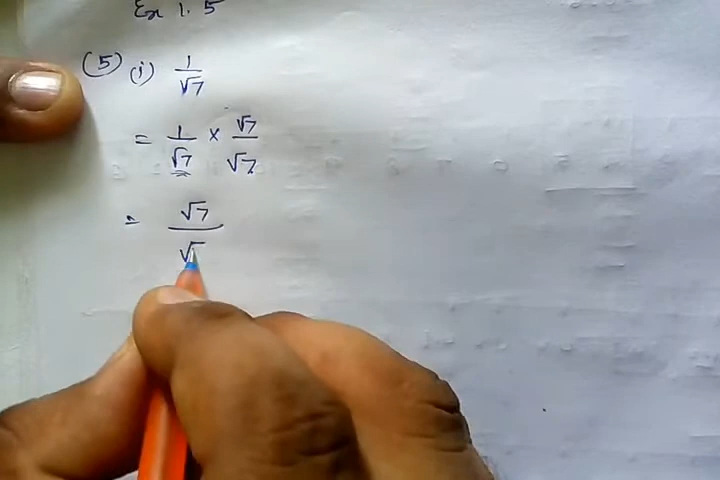 Ex 1.5
(5) (i) 1/√7
= 1/√7 × √7/√7
= √7/√